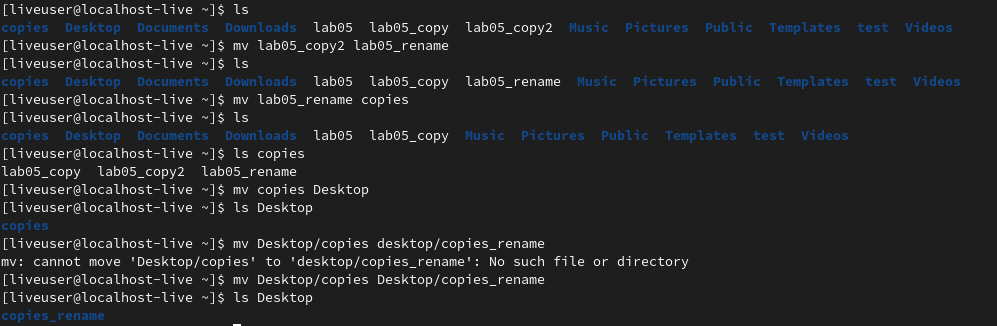 [liveuser@localhost-live ~]$ ls
copies  Desktop  Documents  Downloads  lab05  lab05_copy  lab05_copy2  Music  Pictures  Public  Templates  test  Videos
[liveuser@localhost-live ~]$ mv lab05_copy2 lab05_rename
[liveuser@localhost-live ~]$ ls
copies  Desktop  Documents  Downloads  lab05  lab05_copy  lab05_rename  Music  Pictures  Public  Templates  test  Videos
[liveuser@localhost-live ~]$ mv lab05_rename copies
[liveuser@localhost-live ~]$ ls
copies  Desktop  Documents  Downloads  lab05  lab05_copy  Music  Pictures  Public  Templates  test  Videos
[liveuser@localhost-live ~]$ ls copies
lab05_copy  lab05_copy2  lab05_rename
[liveuser@localhost-live ~]$ mv copies Desktop
[liveuser@localhost-live ~]$ ls Desktop
copies
[liveuser@localhost-live ~]$ mv Desktop/copies desktop/copies_rename
mv: cannot move 'Desktop/copies' to 'desktop/copies_rename': No such file or directory
[liveuser@localhost-live ~]$ mv Desktop/copies Desktop/copies_rename
[liveuser@localhost-live ~]$ ls Desktop
copies_rename